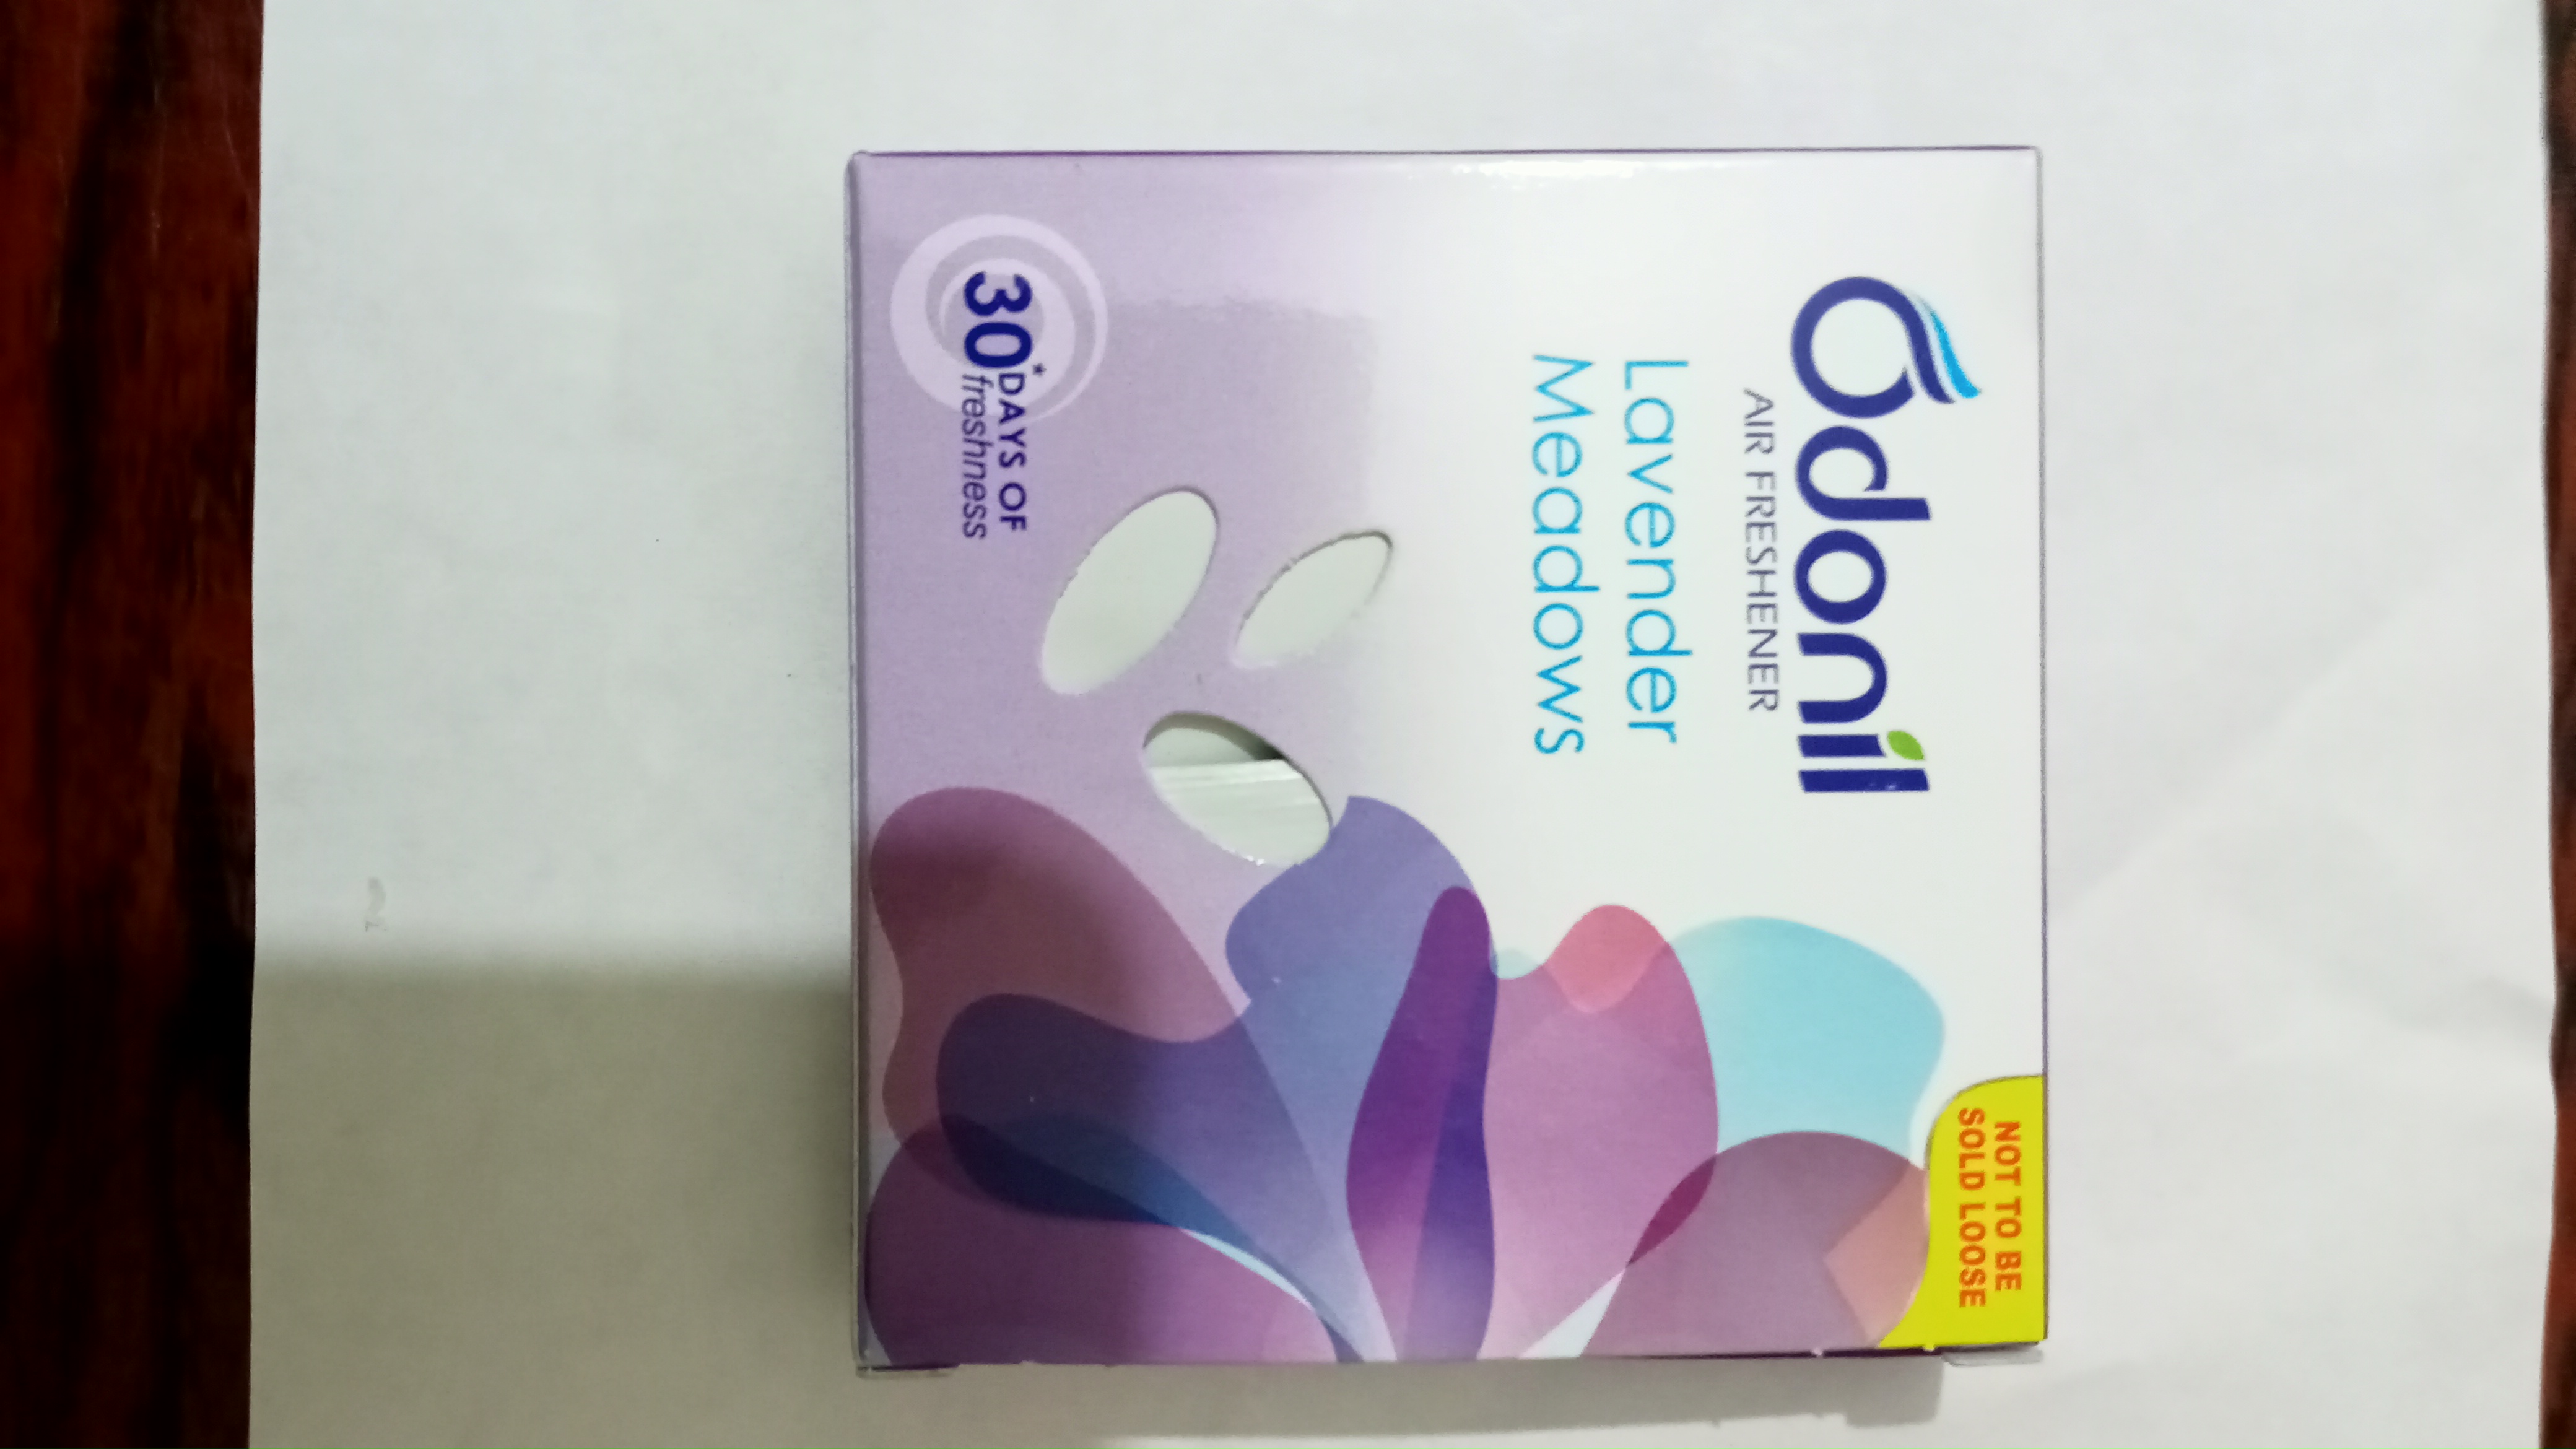 Odonil
AIR FRESHENER
Lavender
Meadows
30* DAYS OF
freshness
NOT TO BE
SOLD LOOSE